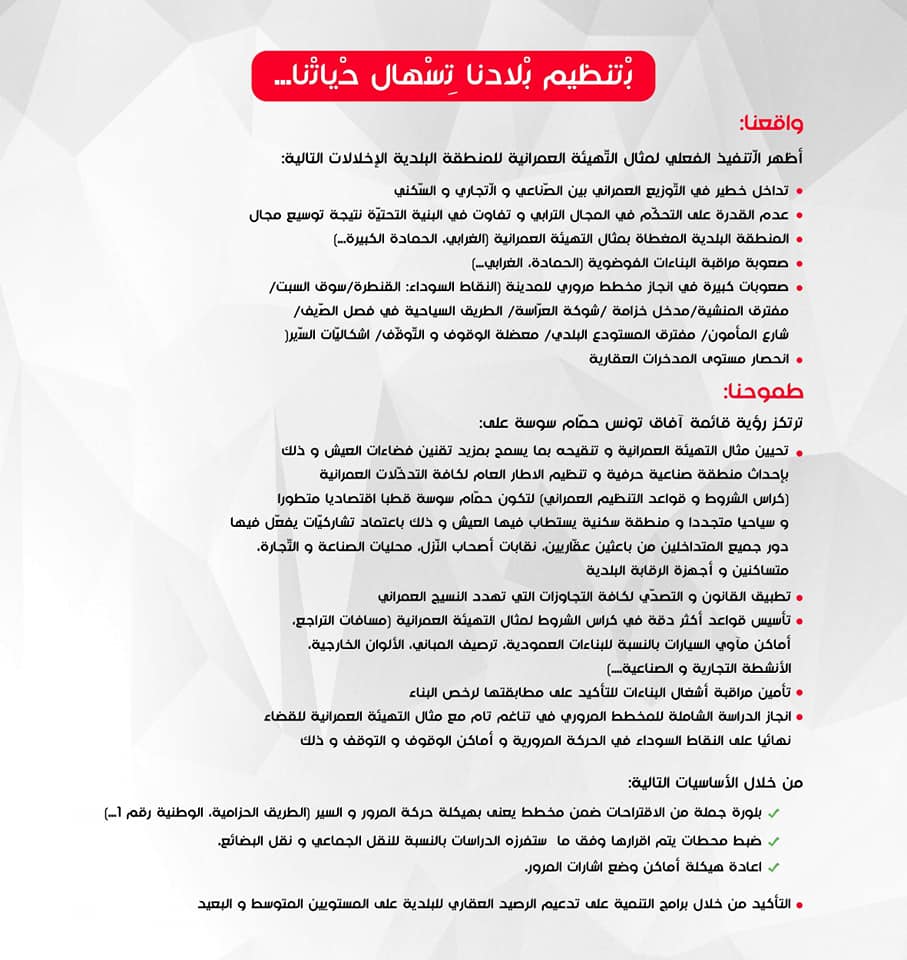 بْتنظيم بْلادنا تِسْهال حْياتْنا...
واقعنا:
أظهر الّتنفيذ الفعلي لمثال التّهيئة العمرانية للمنطقة البلدية الإخلالات التالية:
تداخل خطير في التّوزيع العمراني بين الصّناعي و الّتجاري و السّكني
عدم القدرة على التحكّم في المجال الترابي و تفاوت في البنية التحتيّة نتيجة توسيع مجال
المنطقة البلدية المغطاة بمثال التهيئة العمرانية (الغرابي، الحمادة الكبيرة...)
صعوبة مراقبة البناءات الفوضوية (الحمادة، الغرابي...)
صعوبات كبيرة في انجاز مخطط مروري للمدينة (النقاط السوداء: القنطرة/سوق السبت/
مفترق المنشية/مدخل خزامة /شوكة العرّاسة/ الطريق السياحية في فصل الصّيف/
شارع المأمون/ مفترق المستودع البلدي/ معضلة الوقوف و التّوقّف/ اشكاليّات السّير(
انحصار مستوى المدخرات العقارية
طموحنا:
ترتكز رؤية قائمة آفاق تونس حمّام سوسة على:
تحيين مثال التهيئة العمرانية و تنقيحه بما يسمح بمزيد تقنين فضاءات العيش و ذلك
بإحداث منطقة صناعية حرفية و تنظيم الاطار العام لكافة التدخّلات العمرانية
(كراس الشروط و قواعد التنظيم العمراني) لتكون حمّام سوسة قطبا اقتصاديا متطورا
و سياحيا متجددا و منطقة سكنية يستطاب فيها العيش و ذلك باعتماد تشاركيّات يفعّل فيها
دور جميع المتداخلين من باعثين عقّاريين، نقابات أصحاب النّزل، محليات الصناعة و التّجارة،
متساكنين و أجهزة الرقابة البلدية
تطبيق القانون و التصدّي لكافة التجاوزات التي تهدد النسيج العمراني
تأسيس قواعد أكثر دقة في كراس الشروط لمثال التهيئة العمرانية (مسافات التراجع،
أماكن مآوي السيارات بالنسبة للبناءات العمودية، ترصيف المباني، الألوان الخارجية،
الأنشطة التجارية و الصناعية....)
تأمين مراقبة أشغال البناءات للتأكيد على مطابقتها لرخص البناء
انجاز الدراسة الشاملة للمخطط المروري في تناغم تام مع مثال التهيئة العمرانية للقضاء
نهائيا على النقاط السوداء في الحركة المرورية و أماكن الوقوف و التوقف و ذلك
من خلال الأساسيات التالية:
بلورة جملة من الاقتراحات ضمن مخطط يعنى بهيكلة حركة المرور و السير (الطريق الحزامية، الوطنية رقم 1...)
ضبط محطات يتم اقرارها وفق ما ستفرزه الدراسات بالنسبة للنقل الجماعي و نقل البضائع.
اعادة هيكلة أماكن وضع اشارات المرور.
التأكيد من خلال برامج التنمية على تدعيم الرصيد العقاري للبلدية على المستويين المتوسط و البعيد